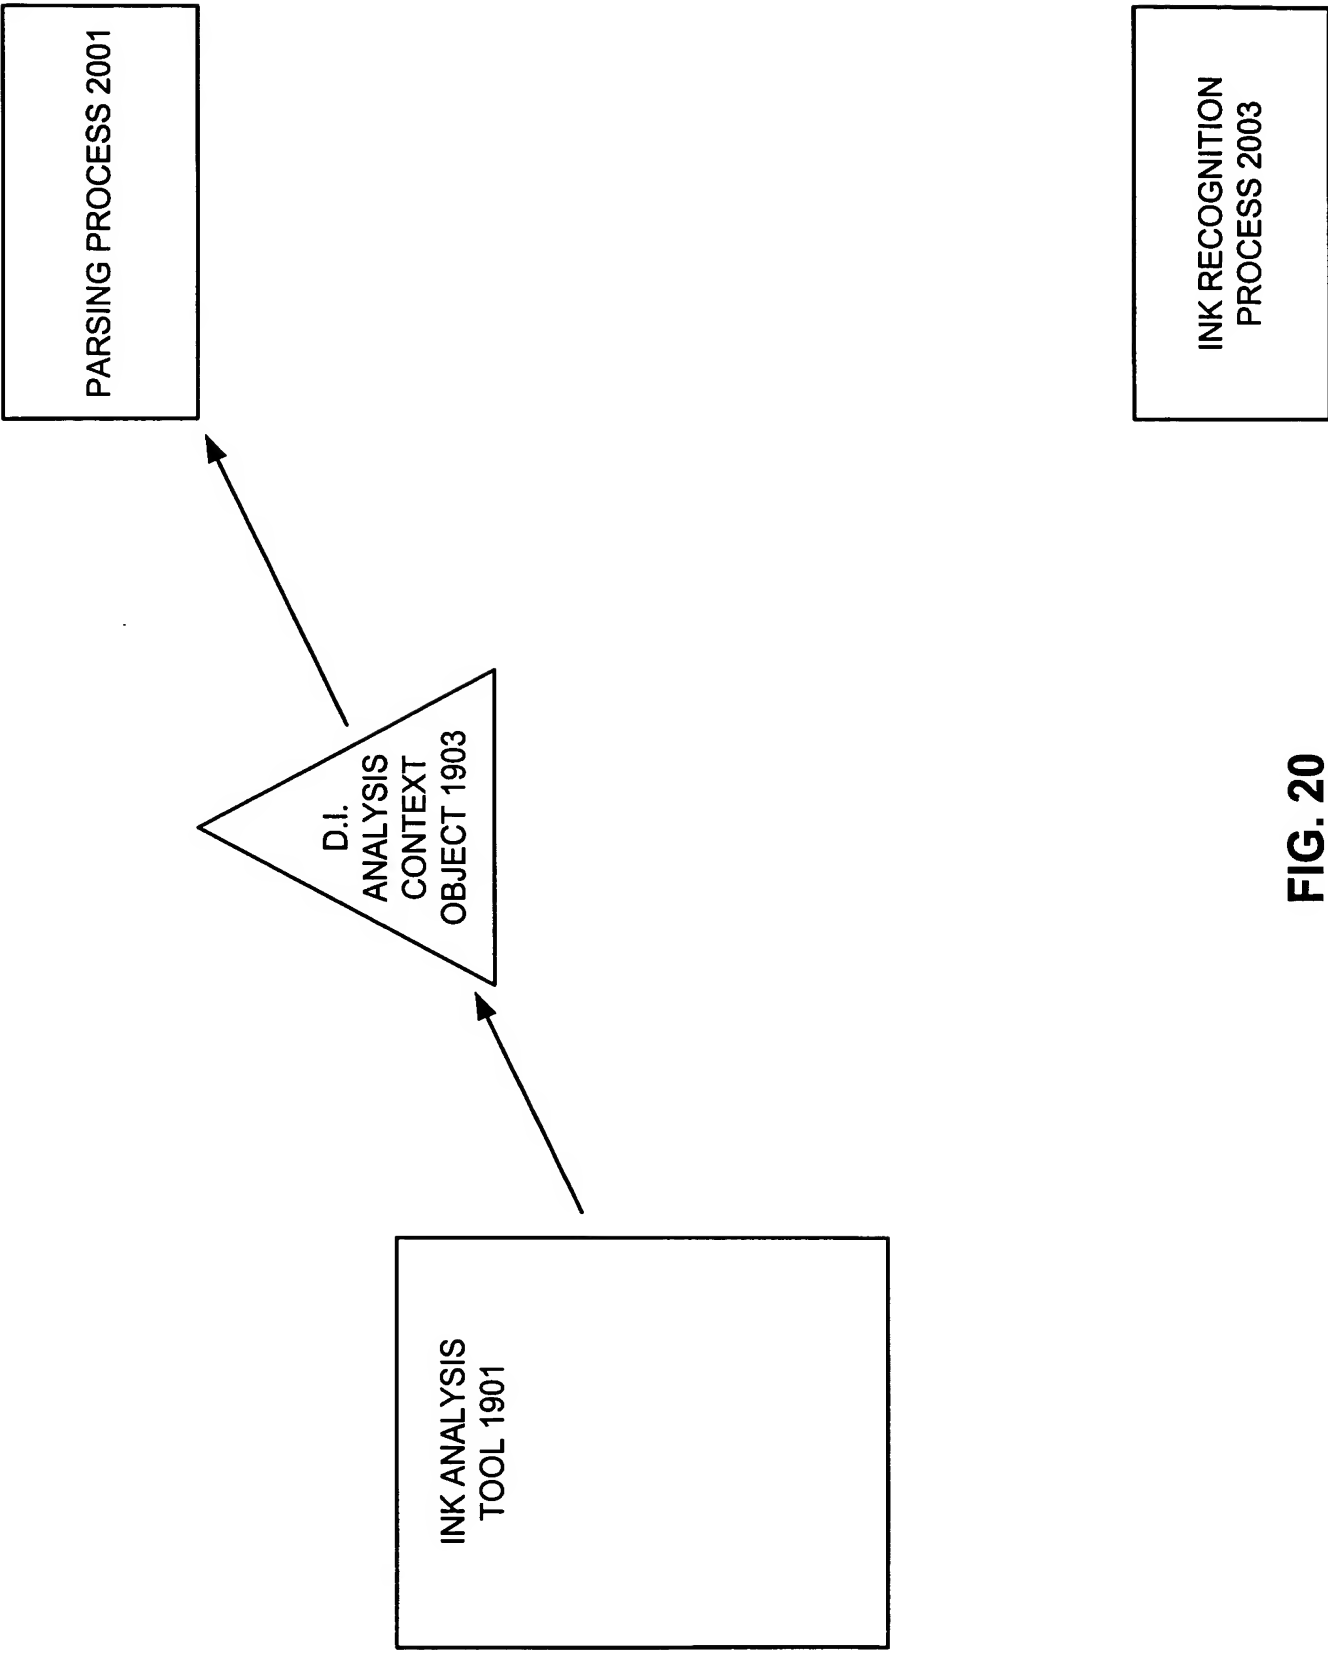 PARSING PROCESS 2001
D.I.
ANALYSIS
CONTEXT
OBJECT 1903
INK ANALYSIS
TOOL 1901
INK RECOGNITION
PROCESS 2003
FIG. 20